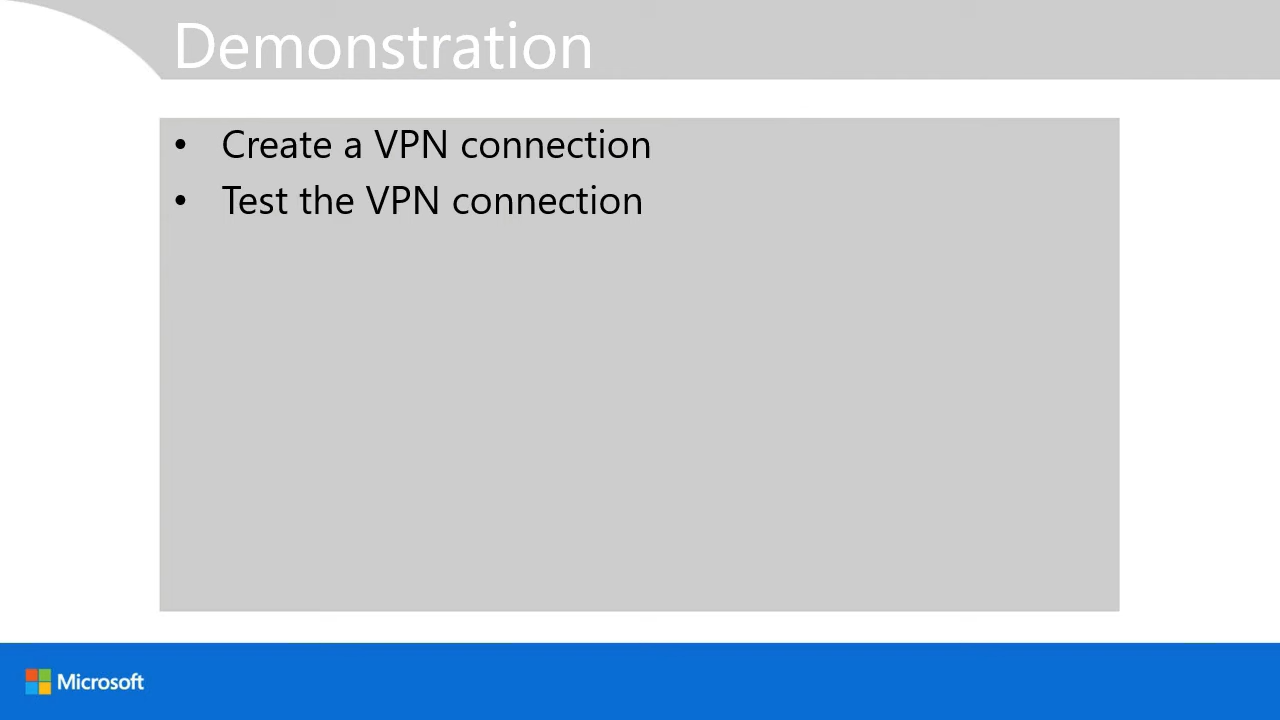 Demonstration
• Create a VPN connection
• Test the VPN connection
Microsoft